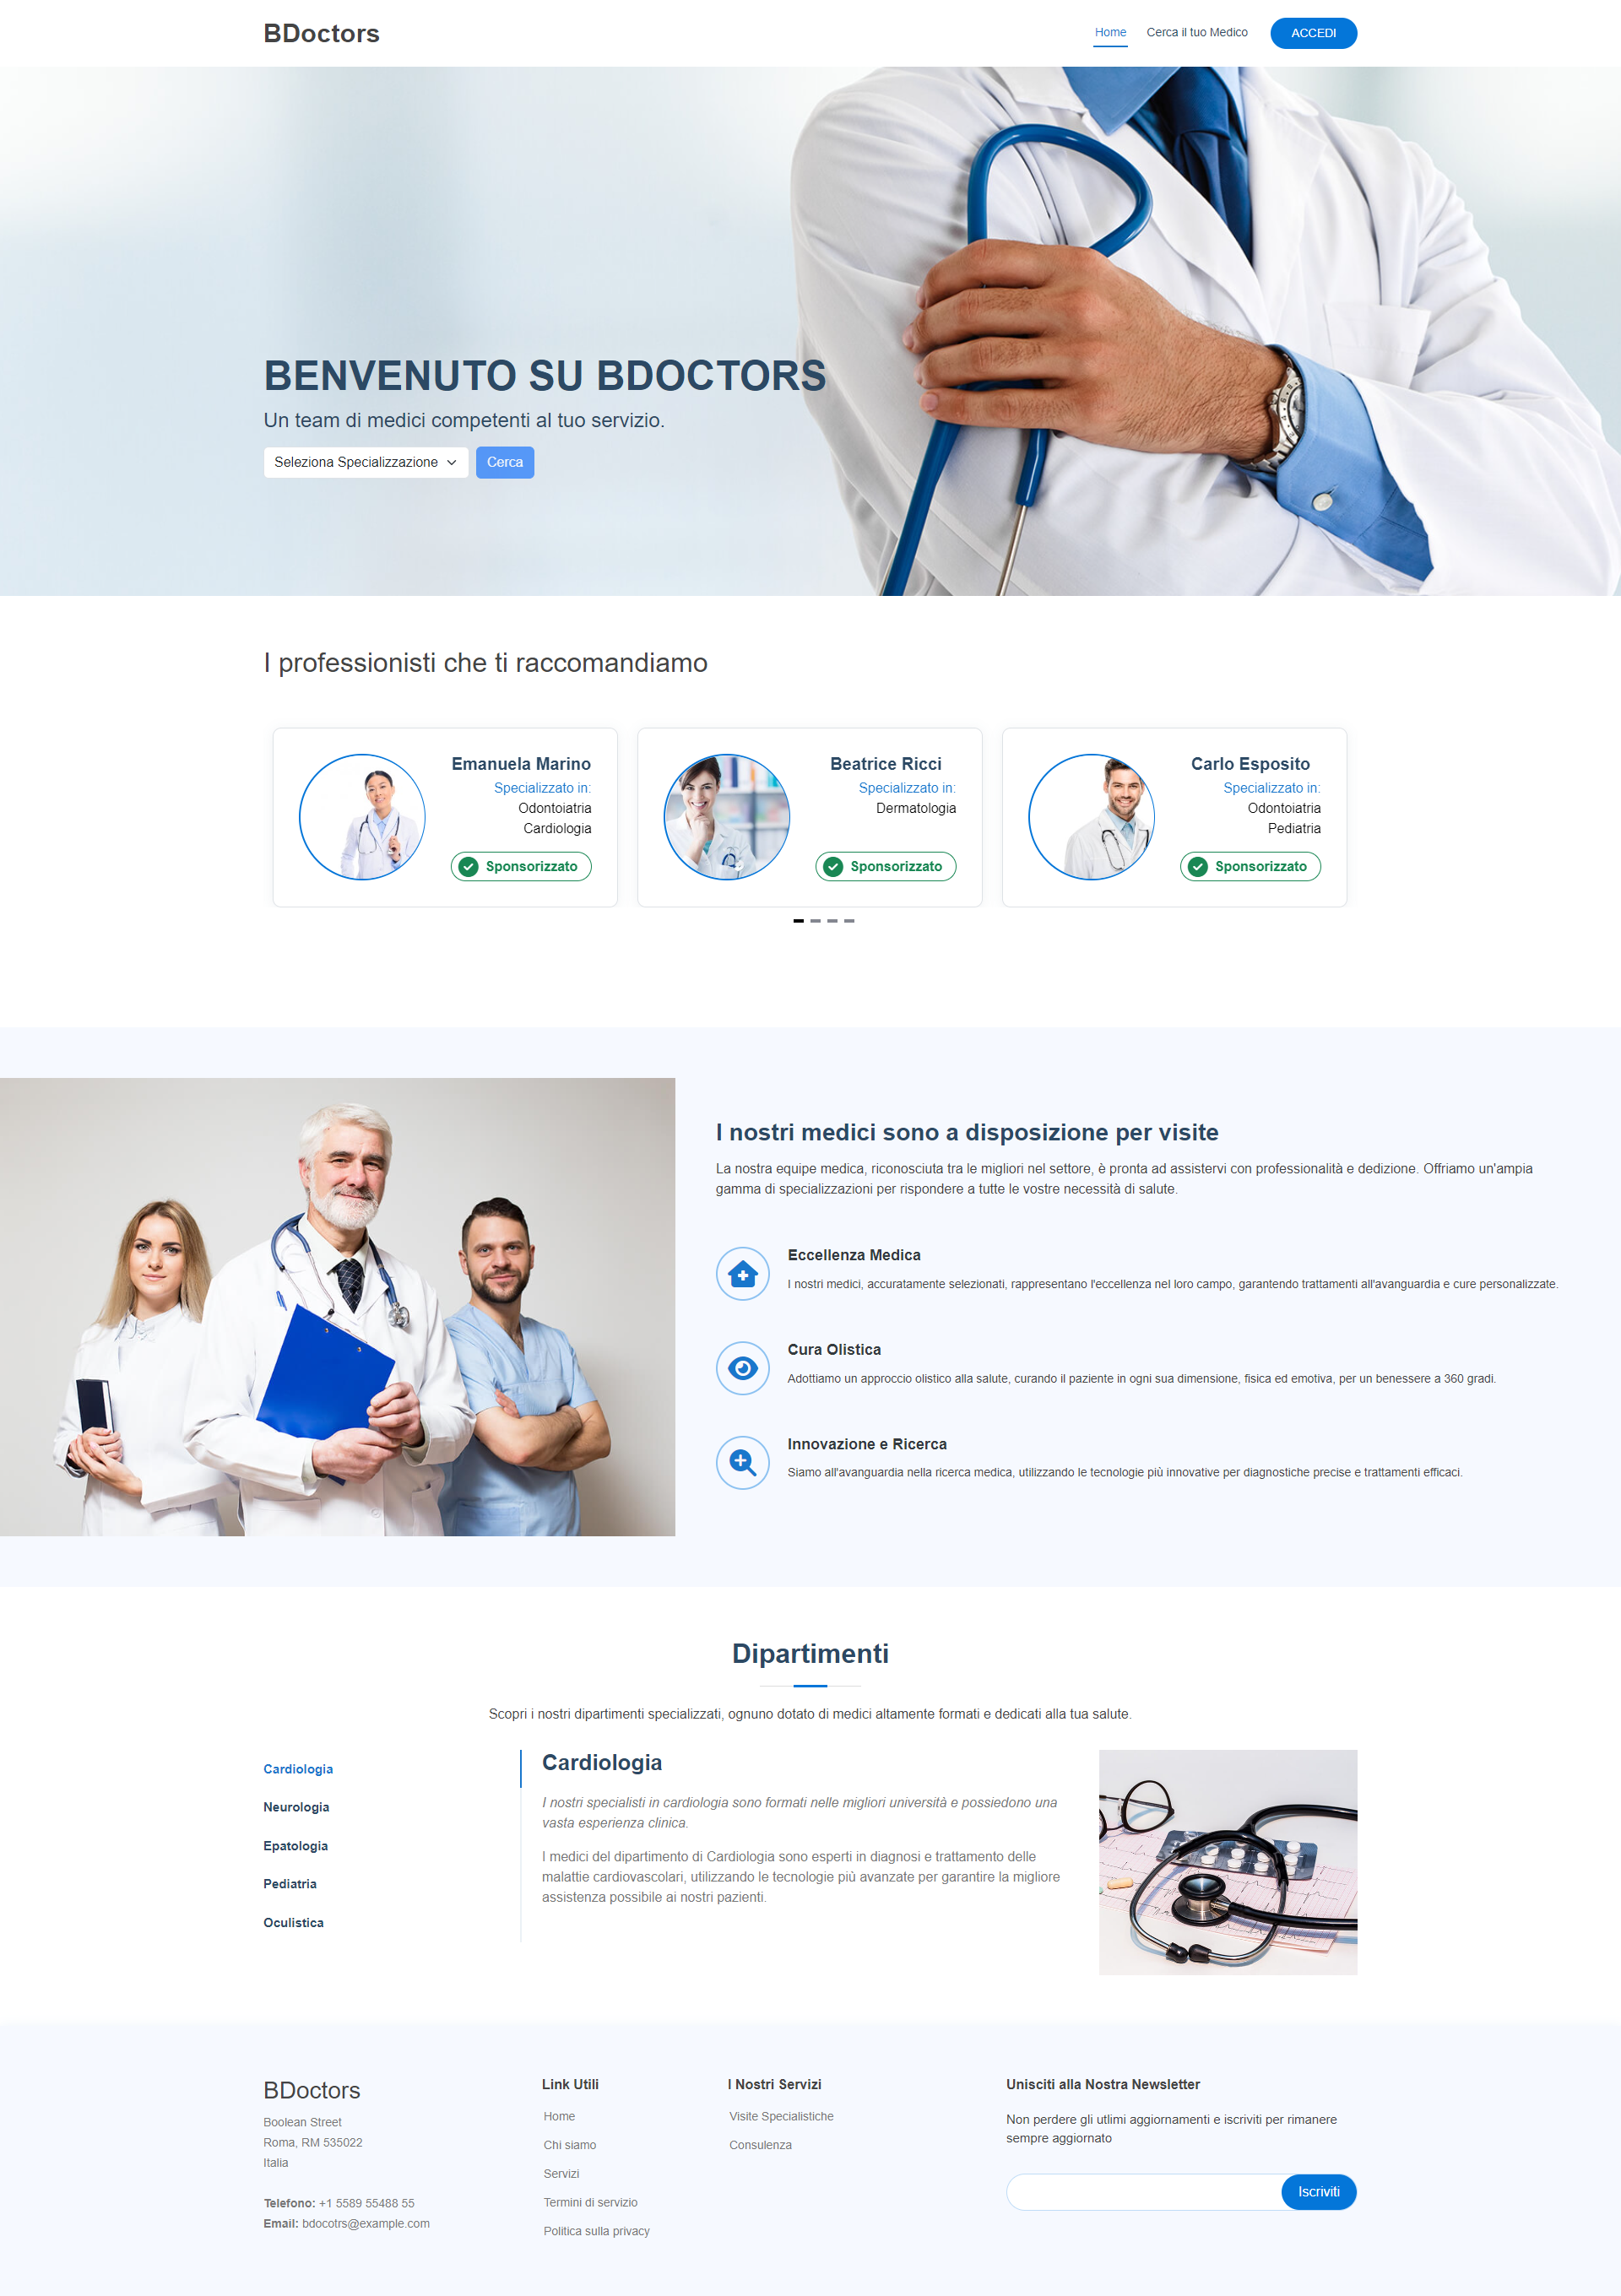 BDoctors
Home
Cerca il tuo Medico
ACCEDI
BENVENUTO SU BDOCTORS
Un team di medici competenti al tuo servizio.
Seleziona Specializzazione
Cerca
I professionisti che ti raccomandiamo
Emanuela Marino
Specializzato in:
Odontoiatria
Cardiologia
Sponsorizzato
Beatrice Ricci
Specializzato in:
Dermatologia
Sponsorizzato
Carlo Esposito
Specializzato in:
Odontoiatria
Pediatria
Sponsorizzato
I nostri medici sono a disposizione per visite
La nostra equipe medica, riconosciuta tra le migliori nel settore, è pronta ad assistervi con professionalità e dedizione. Offriamo un'ampia
gamma di specializzazioni per rispondere a tutte le vostre necessità di salute.
Eccellenza Medica
I nostri medici, accuratamente selezionati, rappresentano l'eccellenza nel loro campo, garantendo trattamenti all'avanguardia e cure personalizzate.
Cura Olistica
Adottiamo un approccio olistico alla salute, curando il paziente in ogni sua dimensione, fisica ed emotiva, per un benessere a 360 gradi.
Innovazione e Ricerca
Siamo all'avanguardia nella ricerca medica, utilizzando le tecnologie più innovative per diagnostiche precise e trattamenti efficaci.
Dipartimenti
Scopri i nostri dipartimenti specializzati, ognuno dotato di medici altamente formati e dedicati alla tua salute.
Cardiologia
Neurologia
Epatologia
Pediatria
Oculistica
Cardiologia
I nostri specialisti in cardiologia sono formati nelle migliori università e possiedono una
vasta esperienza clinica.
I medici del dipartimento di Cardiologia sono esperti in diagnosi e trattamento delle
malattie cardiovascolari, utilizzando le tecnologie più avanzate per garantire la migliore
assistenza possibile ai nostri pazienti.
BDoctors
Boolean Street
Roma, RM 535022
Italia
Telefono: +1 5589 55488 55
Email: bdocotrs@example.com
Link Utili
Home
Chi siamo
Servizi
Termini di servizio
Politica sulla privacy
I Nostri Servizi
Visite Specialistiche
Consulenza
Unisciti alla Nostra Newsletter
Non perdere gli utlimi aggiornamenti e iscriviti per rimanere
sempre aggiornato
Iscriviti